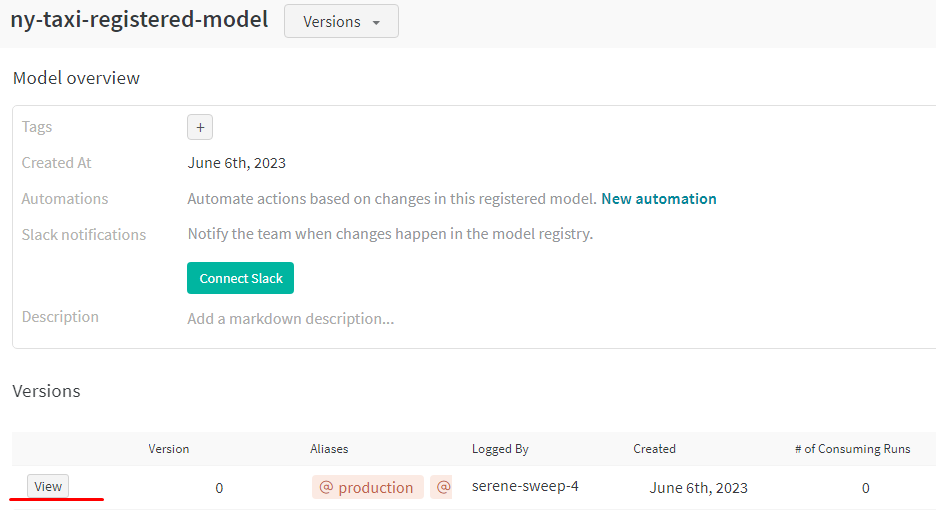 ny-taxi-registered-model Versions
Model overview
Tags +
Created At June 6th, 2023
Automations Automate actions based on changes in this registered model. New automation
Slack notifications Notify the team when changes happen in the model registry.
Connect Slack
Description Add a markdown description...
Versions
Version Aliases Logged By Created # of Consuming Runs
View 0 @ production @ serene-sweep-4 June 6th, 2023 0